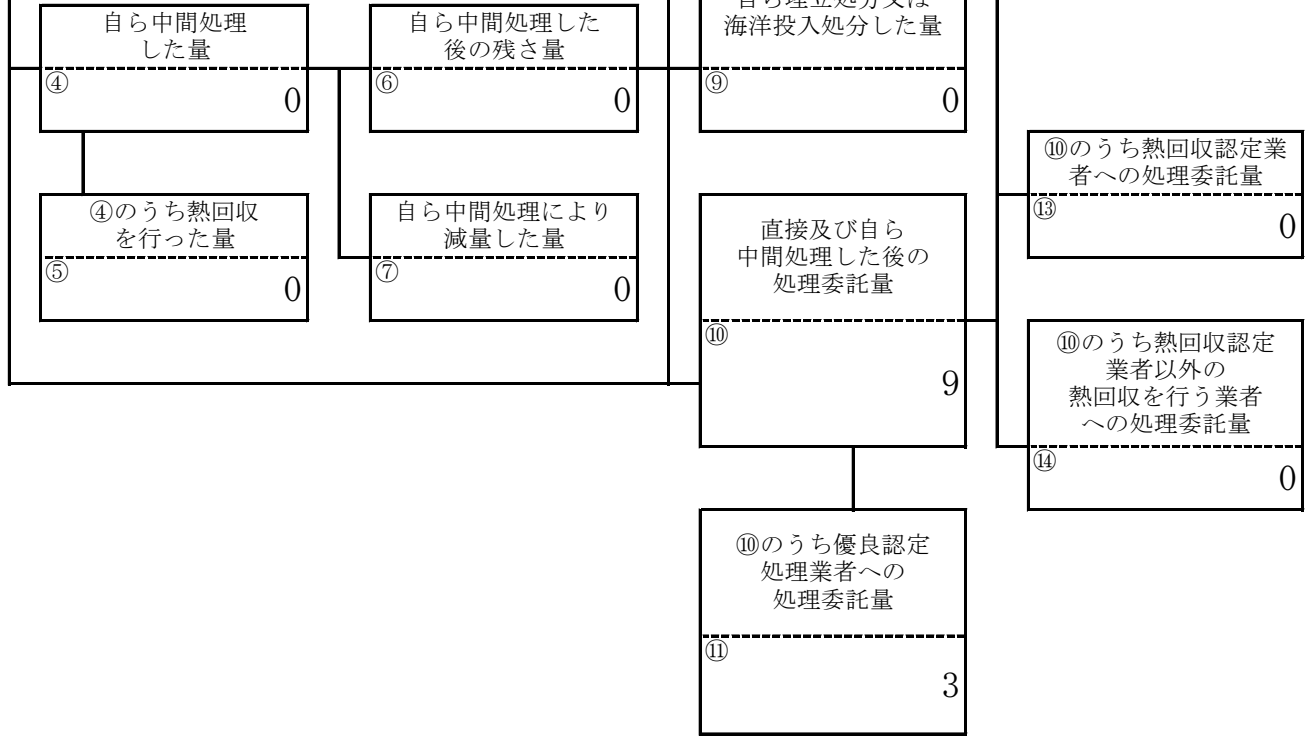 自ら中間処理
した量
④
0
自ら中間処理した
後の残さ量
⑥
0
自ら埋立処分又は
海洋投入処分した量
⑨
0
⑩のうち熱回収認定業
者への処理委託量
⑬
0
④のうち熱回収
を行った量
⑤
0
自ら中間処理により
減量した量
⑦
0
直接及び自ら
中間処理した後の
処理委託量
⑩
9
⑩のうち熱回収認定
業者以外の
熱回収を行う業者
への処理委託量
⑭
0
⑩のうち優良認定
処理業者への
処理委託量
⑪
3